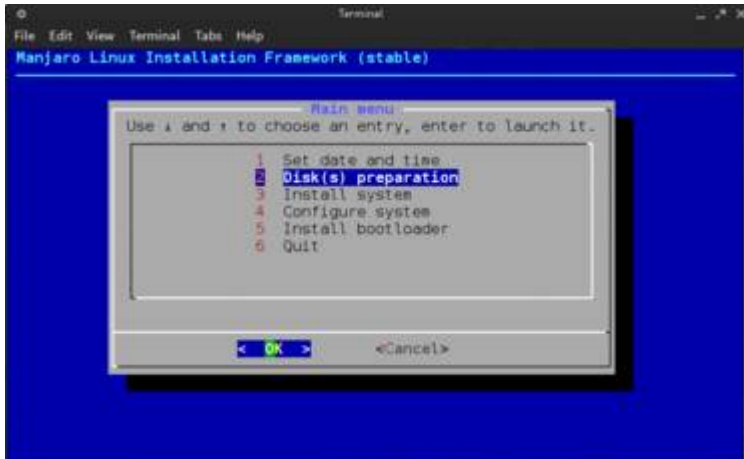 Terminal
File Edit View Terminal Tabs Help
Manjaro Linux Installation Framework (stable)
Main menu
Use ↓ and ↑ to choose an entry, enter to launch it.
1 Set date and time
2 Disk(s) preparation
3 Install system
4 Configure system
5 Install bootloader
6 Quit
< OK > <Cancel>